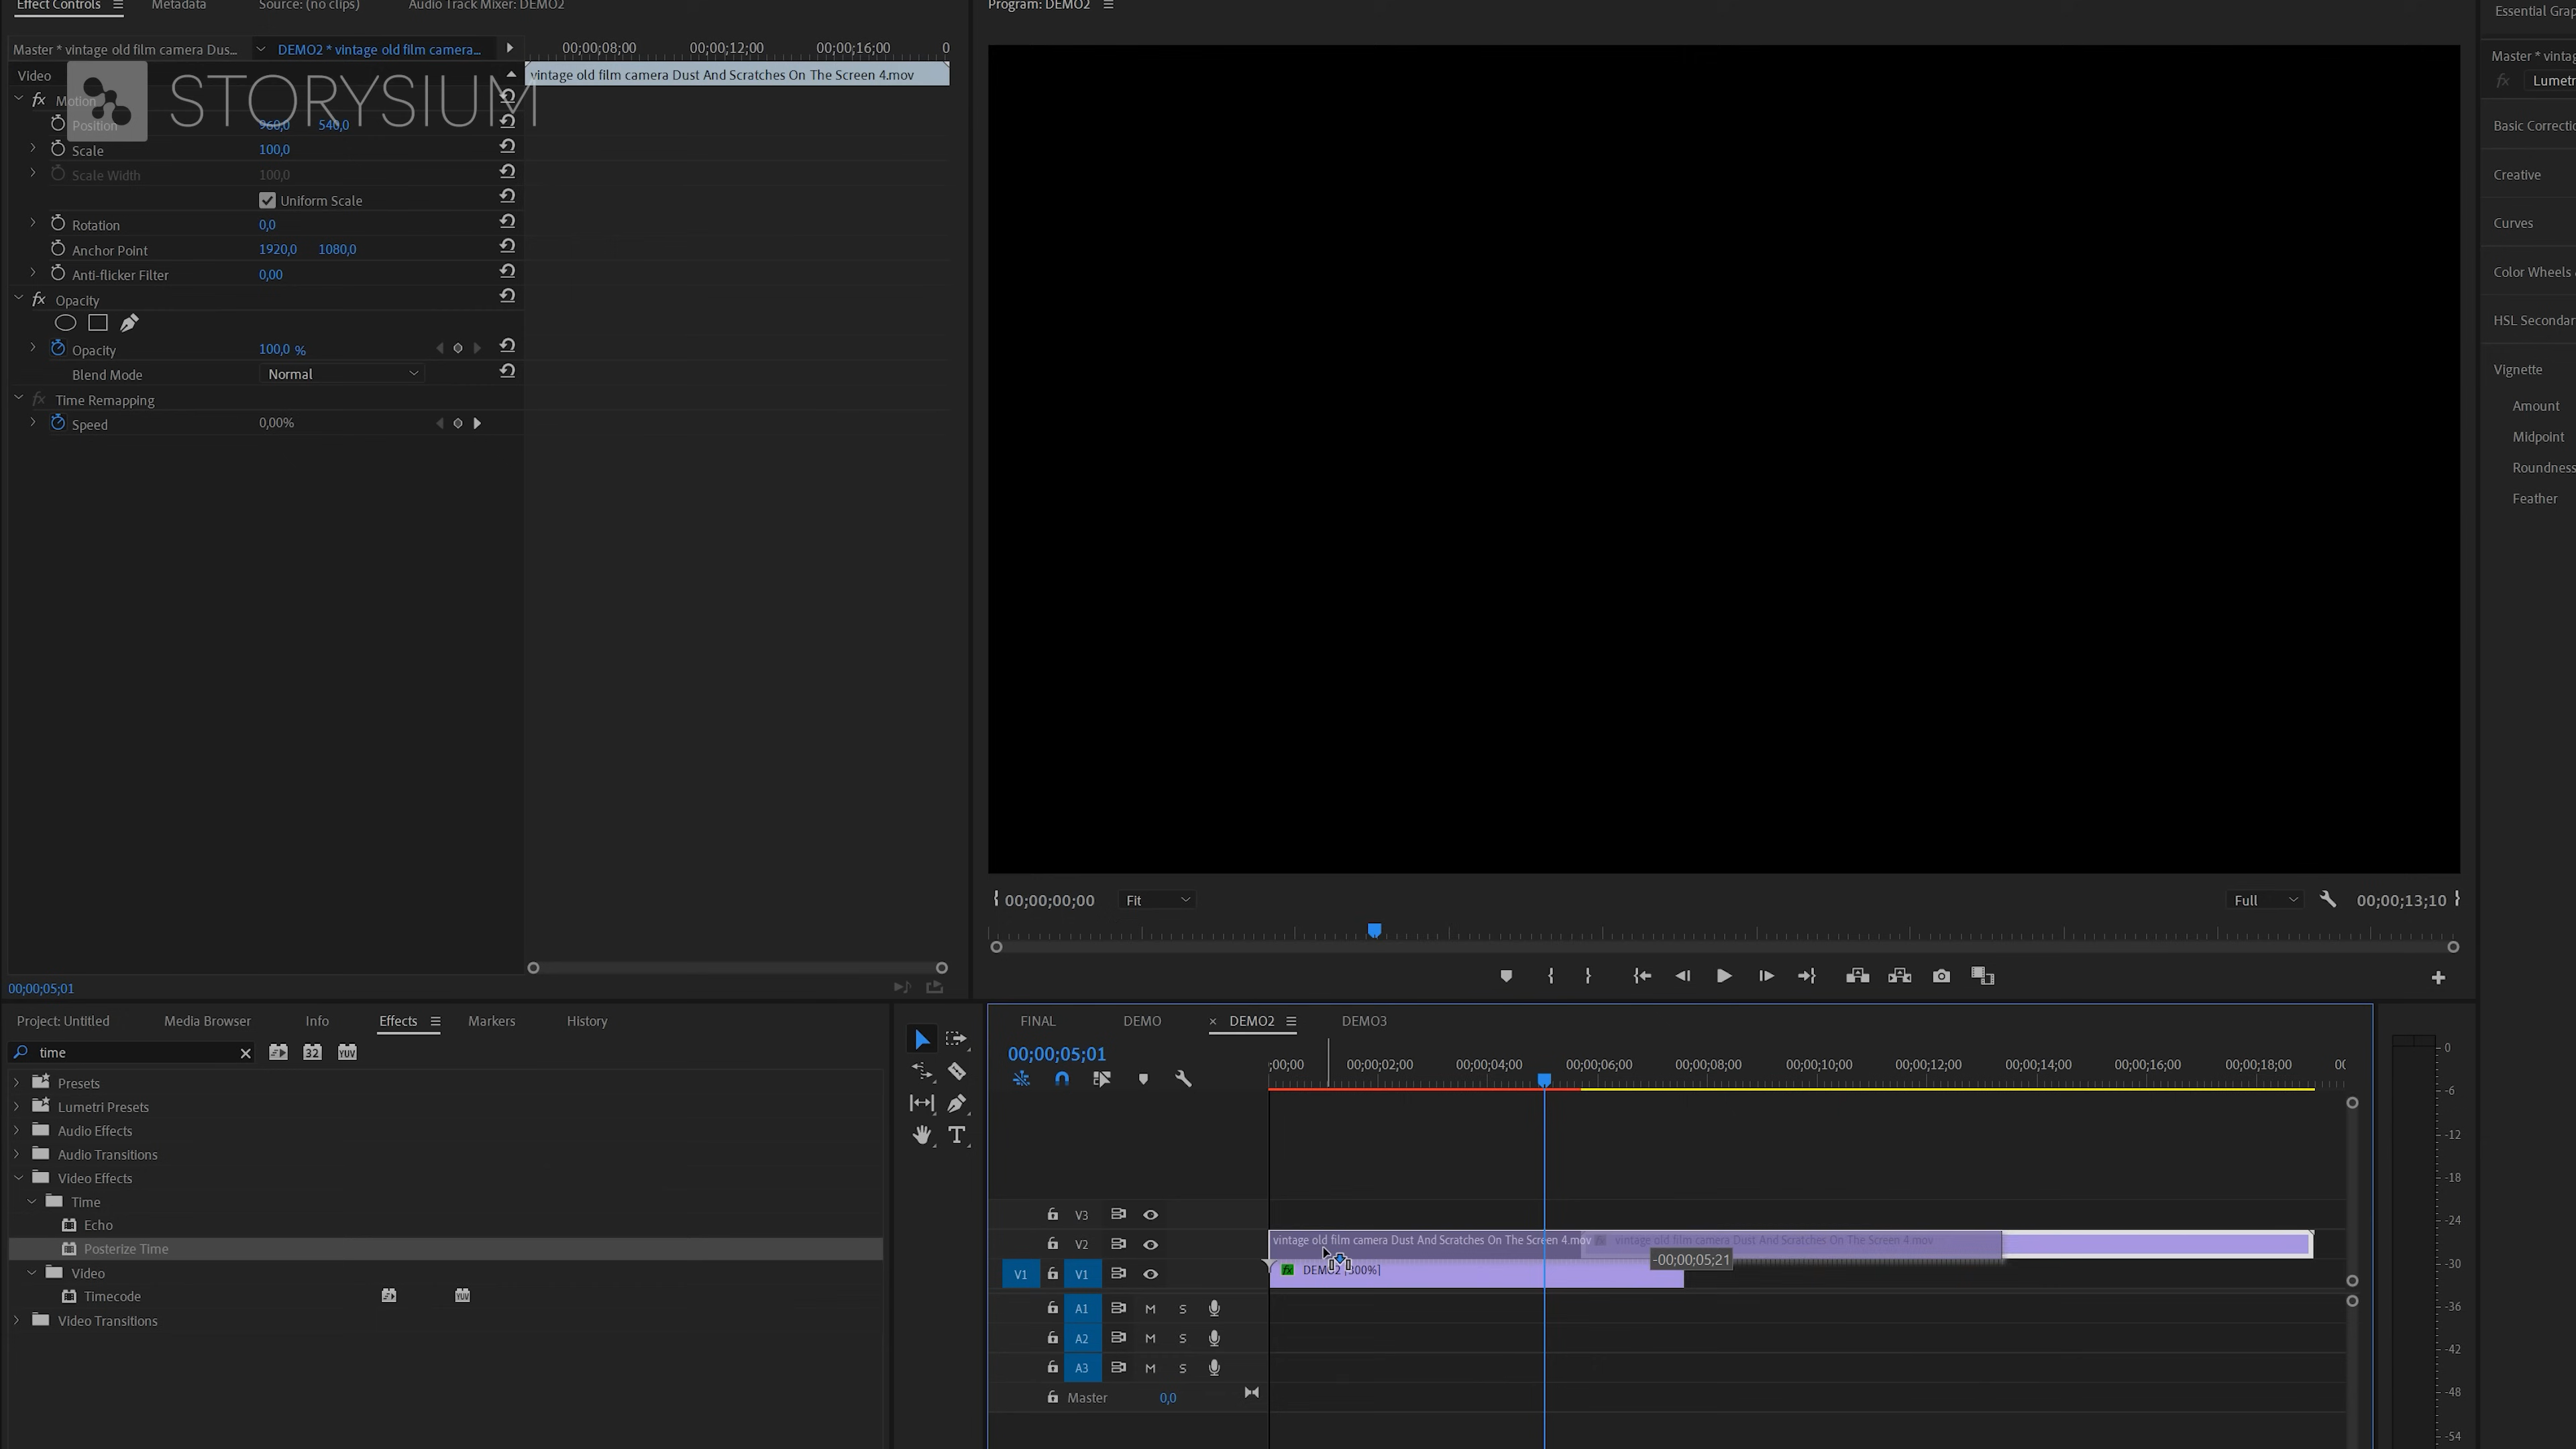 Effect Controls
Metadata
Source: (no clips)
Audio Track Mixer: DEMO2
Master * vintage old film camera Dus...
DEMO2 * vintage old film camera...
00;00;08;00
00;00;12;00
00;00;16;00
0
Video
vintage old film camera Dust And Scratches On The Screen 4.mov
STORYSIUM
fx Motion
Position 960,0 540,0
Scale 100,0
Scale Width 100,0
Uniform Scale
Rotation 0,0
Anchor Point 1920,0 1080,0
Anti-flicker Filter 0,00
fx Opacity
Opacity 100,0 %
Blend Mode Normal
fx Time Remapping
Speed 0,00%
00;00;05;01
Program: DEMO2
00;00;00;00
Fit
Full
00;00;13;10
Essential Grap
Master * vintag
fx Lumetr
Basic Correctio
Creative
Curves
Color Wheels
HSL Secondar
Vignette
Amount
Midpoint
Roundness
Feather
Project: Untitled
Media Browser
Info
Effects
Markers
History
time
32
YUV
Presets
Lumetri Presets
Audio Effects
Audio Transitions
Video Effects
Time
Echo
Posterize Time
Video
Timecode
YUV
Video Transitions
FINAL
DEMO
× DEMO2
DEMO3
00;00;05;01
;00;00
00;00;02;00
00;00;04;00
00;00;06;00
00;00;08;00
00;00;10;00
00;00;12;00
00;00;14;00
00;00;16;00
00;00;18;00
00
V3
V2
vintage old film camera Dust And Scratches On The Screen 4.mov
fx vintage old film camera Dust And Scratches On The Screen 4.mov
-00;00;05;21
V1
V1
fx DEMO2 [300%]
A1 M S
A2 M S
A3 M S
Master 0,0
0
-6
-12
-18
-24
-30
-36
-42
-48
-54